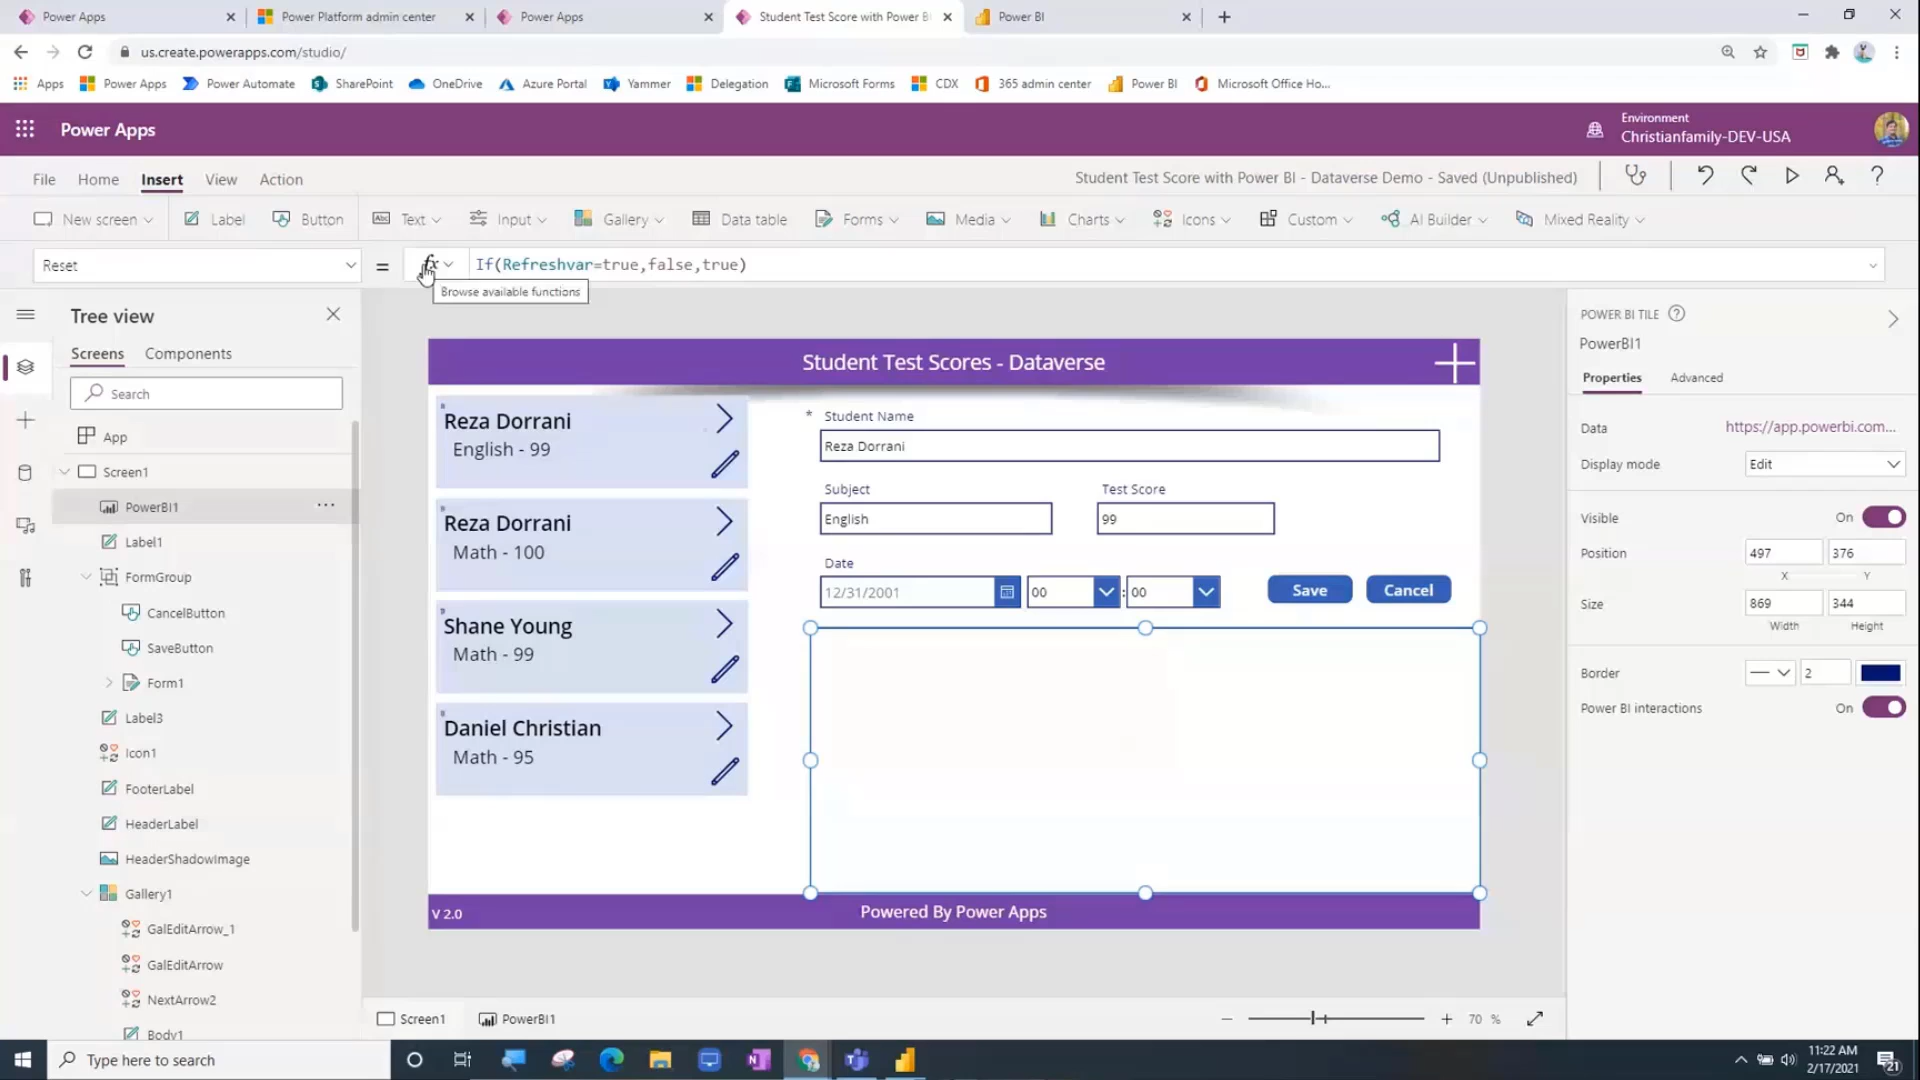 Power Apps
Power Platform admin center
Power Apps
Student Test Score with Power B
Power BI
us.create.powerapps.com/studio/
Apps
Power Apps
Power Automate
SharePoint
OneDrive
Azure Portal
Yammer
Delegation
Microsoft Forms
CDX
365 admin center
Power BI
Microsoft Office Ho...
Power Apps
Environment
Christianfamily-DEV-USA
File
Home
Insert
View
Action
Student Test Score with Power BI - Dataverse Demo - Saved (Unpublished)
New screen
Label
Button
Text
Input
Gallery
Data table
Forms
Media
Charts
Icons
Custom
AI Builder
Mixed Reality
Reset
=
fx
If(Refreshvar=true,false,true)
Browse available functions
Tree view
Screens
Components
Search
App
Screen1
PowerBI1
Label1
FormGroup
CancelButton
SaveButton
Form1
Label3
Icon1
FooterLabel
HeaderLabel
HeaderShadowImage
Gallery1
GalEditArrow_1
GalEditArrow
NextArrow2
Body1
Student Test Scores - Dataverse
Reza Dorrani
English - 99
Reza Dorrani
Math - 100
Shane Young
Math - 99
Daniel Christian
Math - 95
* Student Name
Reza Dorrani
Subject
English
Test Score
99
Date
12/31/2001
00
:
00
Save
Cancel
V 2.0
Powered By Power Apps
POWER BI TILE
PowerBI1
Properties
Advanced
Data
https://app.powerbi.com...
Display mode
Edit
Visible
On
Position
497
376
X
Y
Size
869
344
Width
Height
Border
2
Power BI interactions
On
Screen1
PowerBI1
70 %
Type here to search
11:22 AM
2/17/2021
21